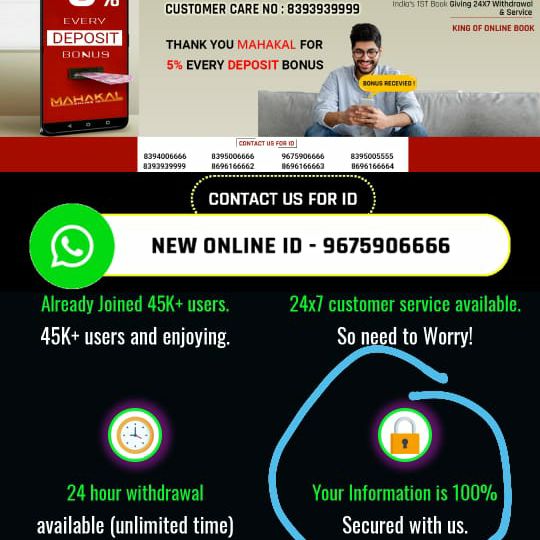 %
EVERY
DEPOSIT
BONUS
MAHAKAL
CUSTOMER CARE NO : 8393939999
THANK YOU MAHAKAL FOR
5% EVERY DEPOSIT BONUS
India's 1ST Book Giving 24X7 Withdrawal
& Service
KING OF ONLINE BOOK
BONUS RECEVIED !
CONTACT US FOR ID
8394006666 8395006666 9675906666 8395005555
8393939999 8696166662 8696166663 8696166664
CONTACT US FOR ID
NEW ONLINE ID - 9675906666
Already Joined 45K+ users.
45K+ users and enjoying.
24x7 customer service available.
So need to Worry!
24 hour withdrawal
available (unlimited time)
Your Information is 100%
Secured with us.